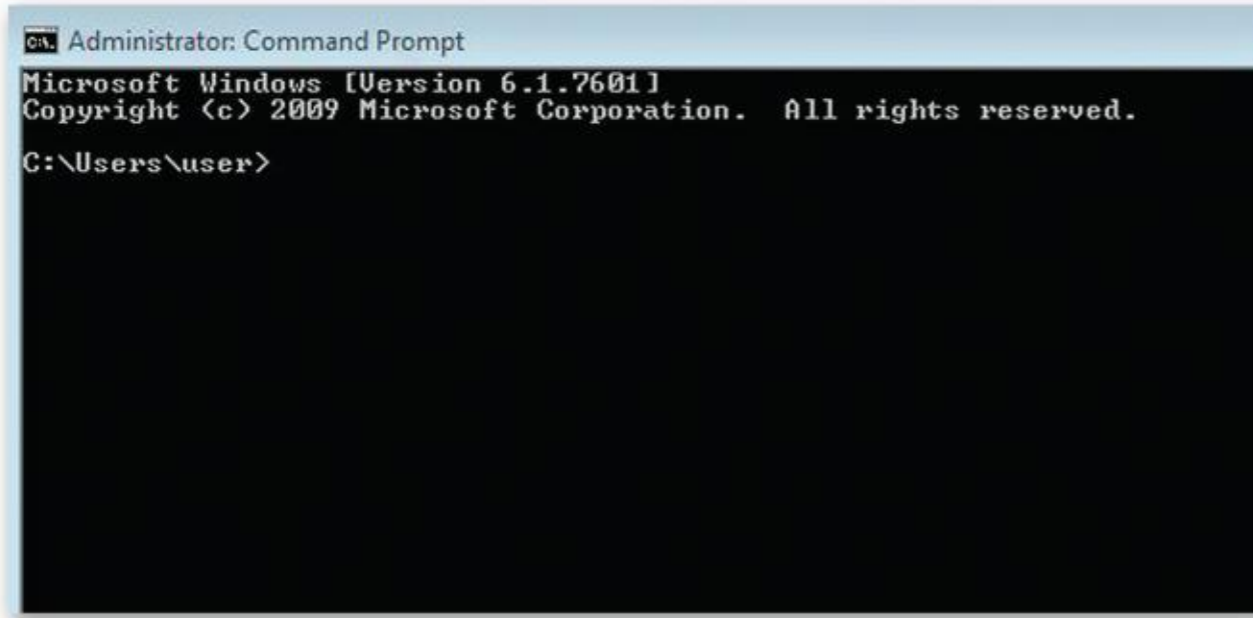 C:\. Administrator: Command Prompt
Microsoft Windows [Version 6.1.7601]
Copyright (c) 2009 Microsoft Corporation.  All rights reserved.
C:\Users\user>